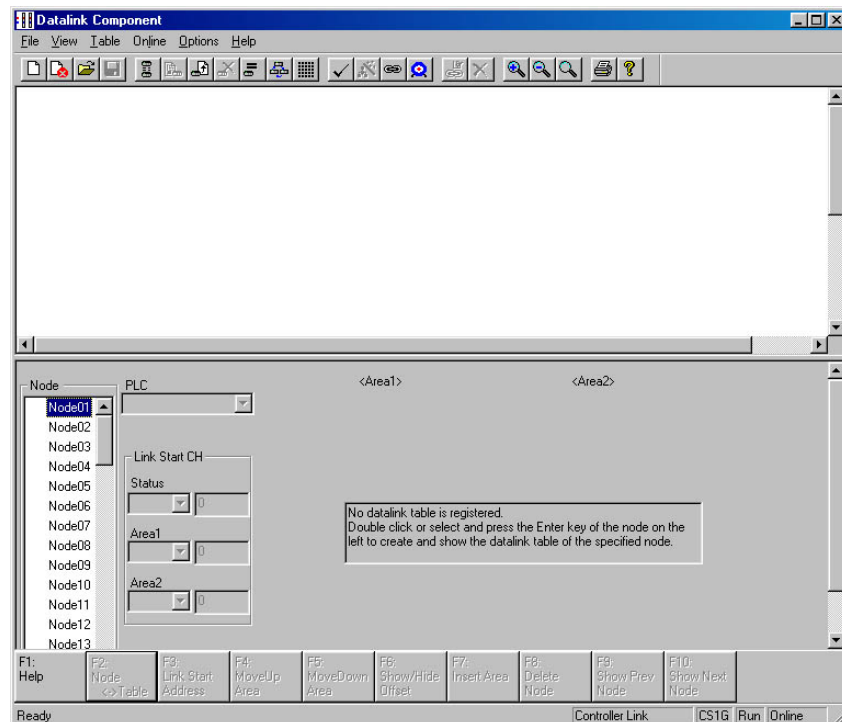 Datalink Component
File View Table Online Options Help
Node
PLC
<Area1>
<Area2>
Node01
Node02
Node03
Node04
Node05
Node06
Node07
Node08
Node09
Node10
Node11
Node12
Node13
Link Start CH
Status
0
Area1
0
Area2
0
No datalink table is registered.
Double click or select and press the Enter key of the node on the
left to create and show the datalink table of the specified node.
F1:
Help
F2:
Node
<->Table
F3:
Link Start
Address
F4:
MoveUp
Area
F5:
MoveDown
Area
F6:
Show/Hide
Offset
F7:
Insert Area
F8:
Delete
Node
F9:
Show Prev
Node
F10:
Show Next
Node
Ready
Controller Link
CS1G
Run
Online